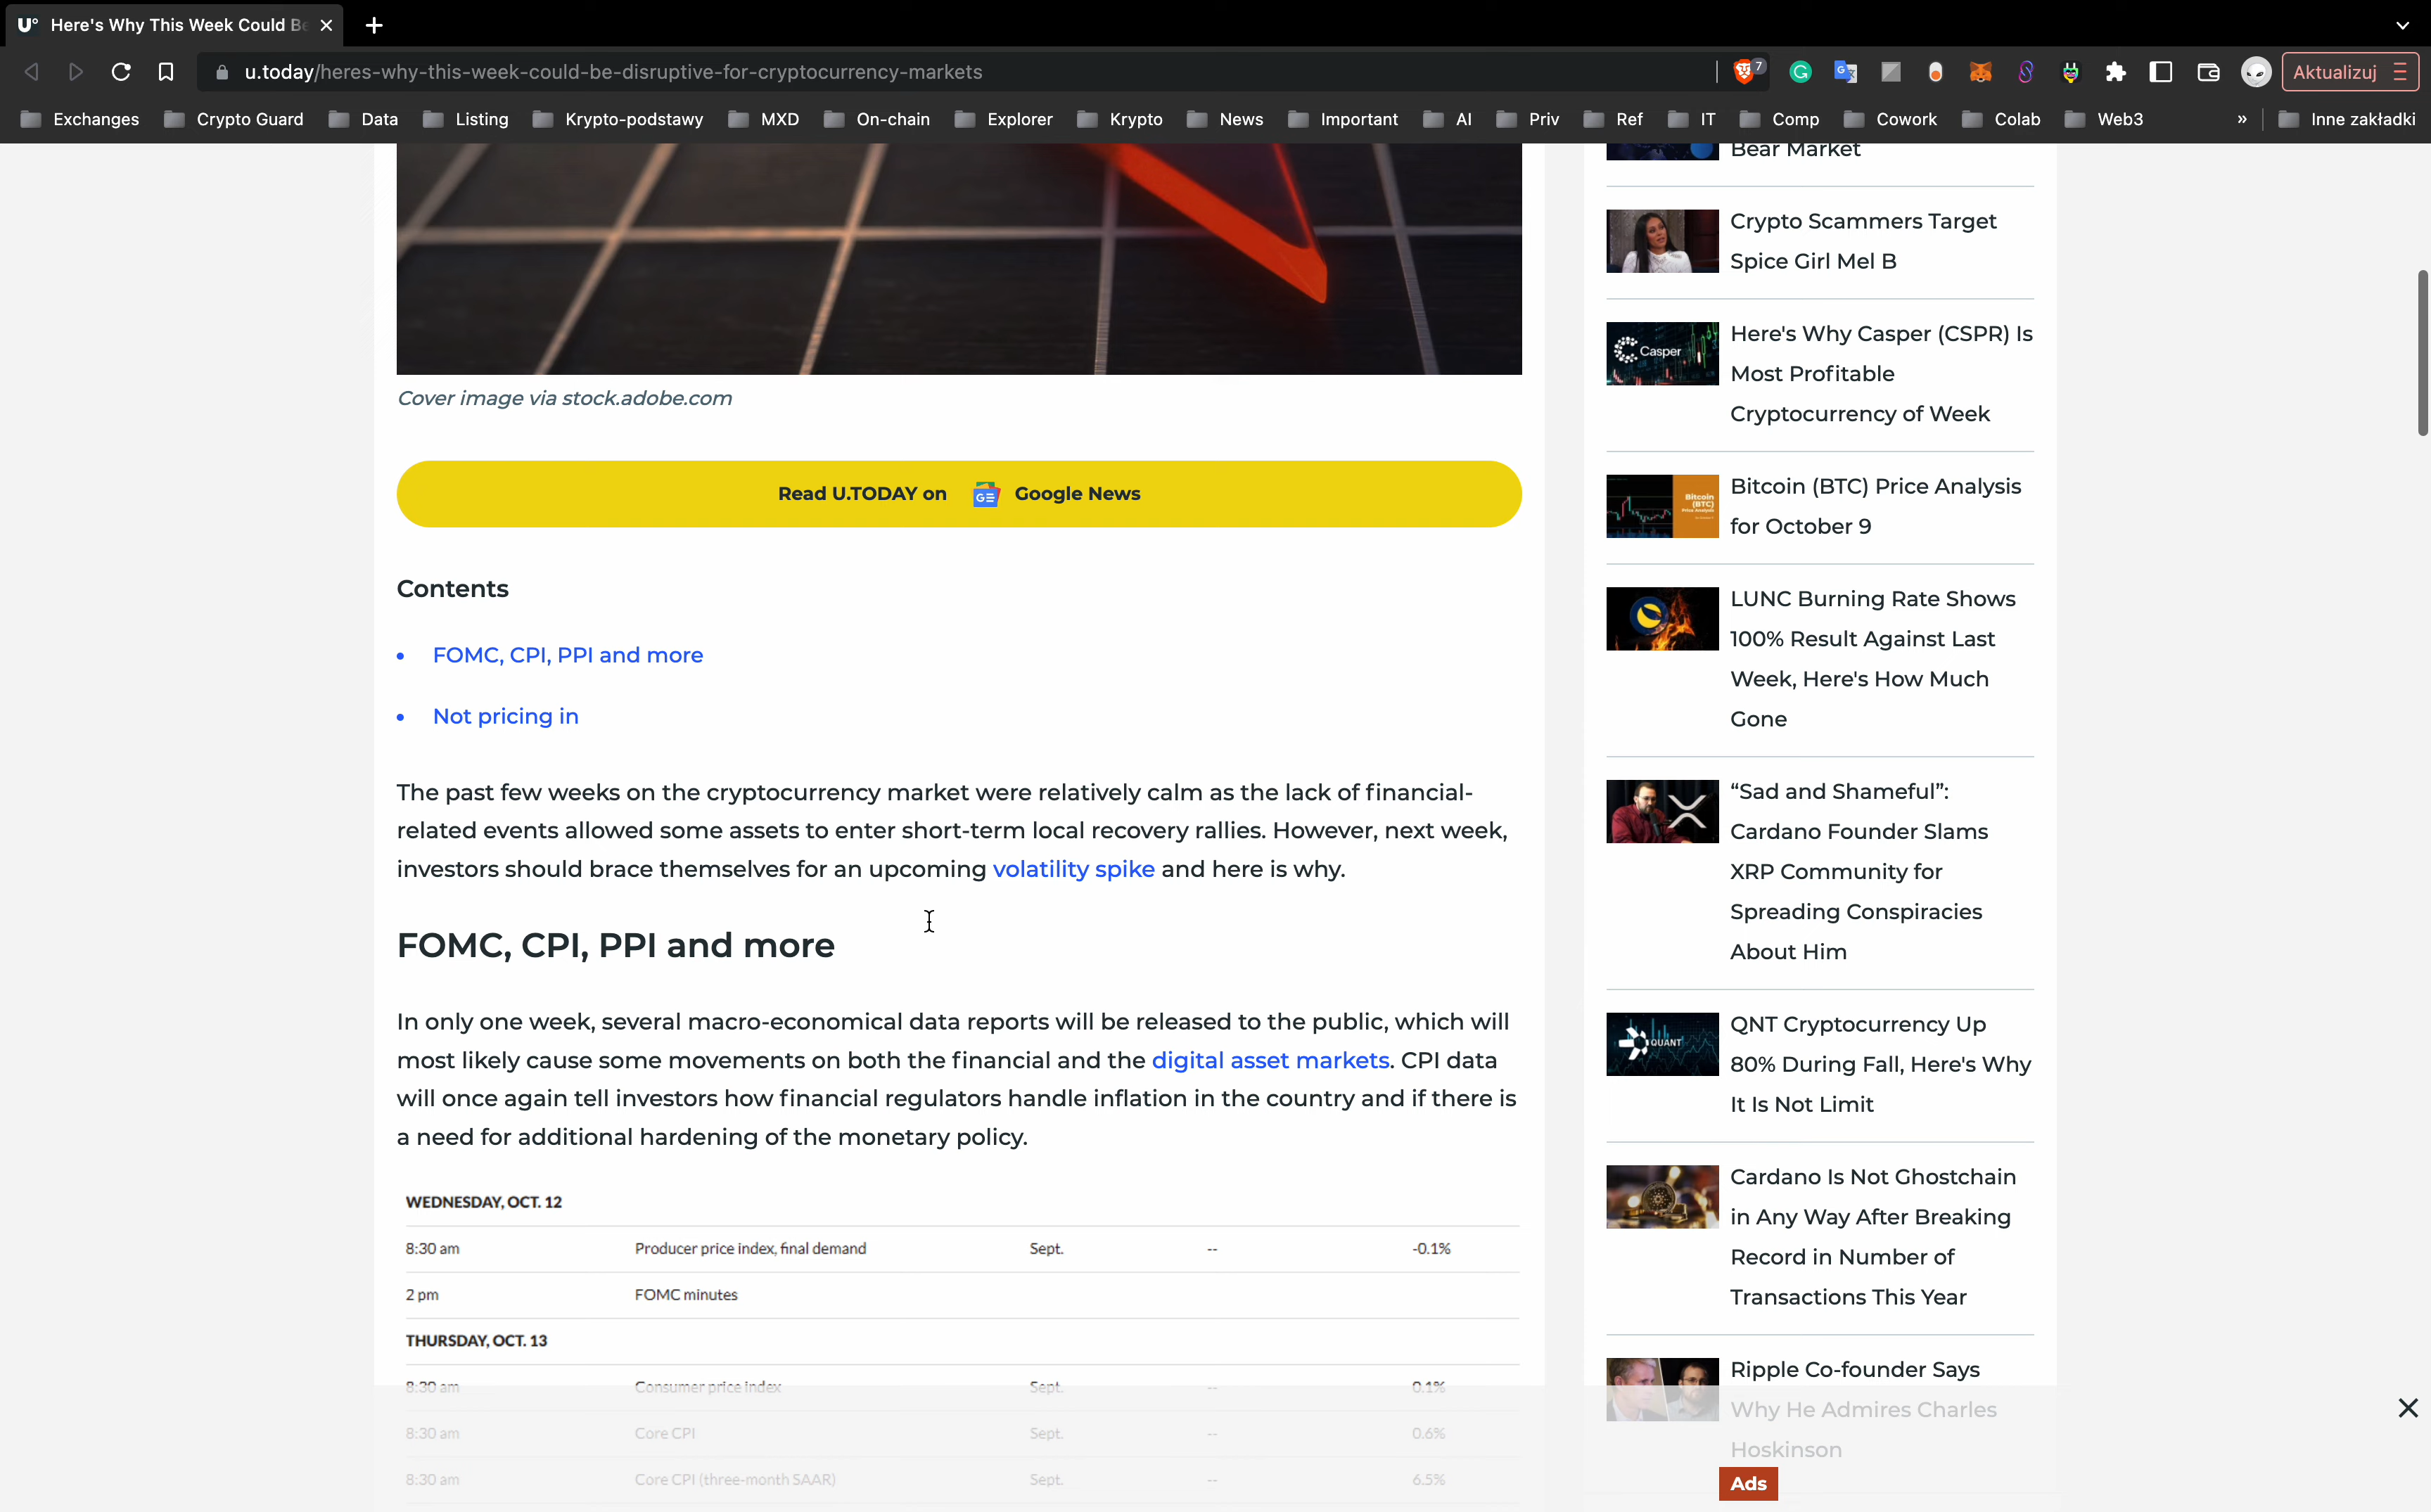 Here's Why This Week Could Be
u.today/heres-why-this-week-could-be-disruptive-for-cryptocurrency-markets
7
Aktualizuj
Exchanges
Crypto Guard
Data
Listing
Krypto-podstawy
MXD
On-chain
Explorer
Krypto
News
Important
AI
Priv
Ref
IT
Comp
Cowork
Colab
Web3
»
Inne zakładki
Cover image via stock.adobe.com
Read U.TODAY on GE Google News
Contents
• FOMC, CPI, PPI and more
• Not pricing in
The past few weeks on the cryptocurrency market were relatively calm as the lack of financial-
related events allowed some assets to enter short-term local recovery rallies. However, next week,
investors should brace themselves for an upcoming volatility spike and here is why.
FOMC, CPI, PPI and more
In only one week, several macro-economical data reports will be released to the public, which will
most likely cause some movements on both the financial and the digital asset markets. CPI data
will once again tell investors how financial regulators handle inflation in the country and if there is
a need for additional hardening of the monetary policy.
WEDNESDAY, OCT. 12
8:30 am Producer price index, final demand Sept. -- -0.1%
2 pm FOMC minutes
THURSDAY, OCT. 13
8:30 am Consumer price index Sept. -- 0.1%
8:30 am Core CPI Sept. -- 0.6%
8:30 am Core CPI (three-month SAAR) Sept. -- 6.5%
Bear Market
Crypto Scammers Target
Spice Girl Mel B
Casper
Here's Why Casper (CSPR) Is
Most Profitable
Cryptocurrency of Week
Bitcoin
(BTC)
Bitcoin (BTC) Price Analysis
for October 9
LUNC Burning Rate Shows
100% Result Against Last
Week, Here's How Much
Gone
“Sad and Shameful”:
Cardano Founder Slams
XRP Community for
Spreading Conspiracies
About Him
QUANT
QNT Cryptocurrency Up
80% During Fall, Here's Why
It Is Not Limit
Cardano Is Not Ghostchain
in Any Way After Breaking
Record in Number of
Transactions This Year
Ripple Co-founder Says
Why He Admires Charles
Hoskinson
Ads